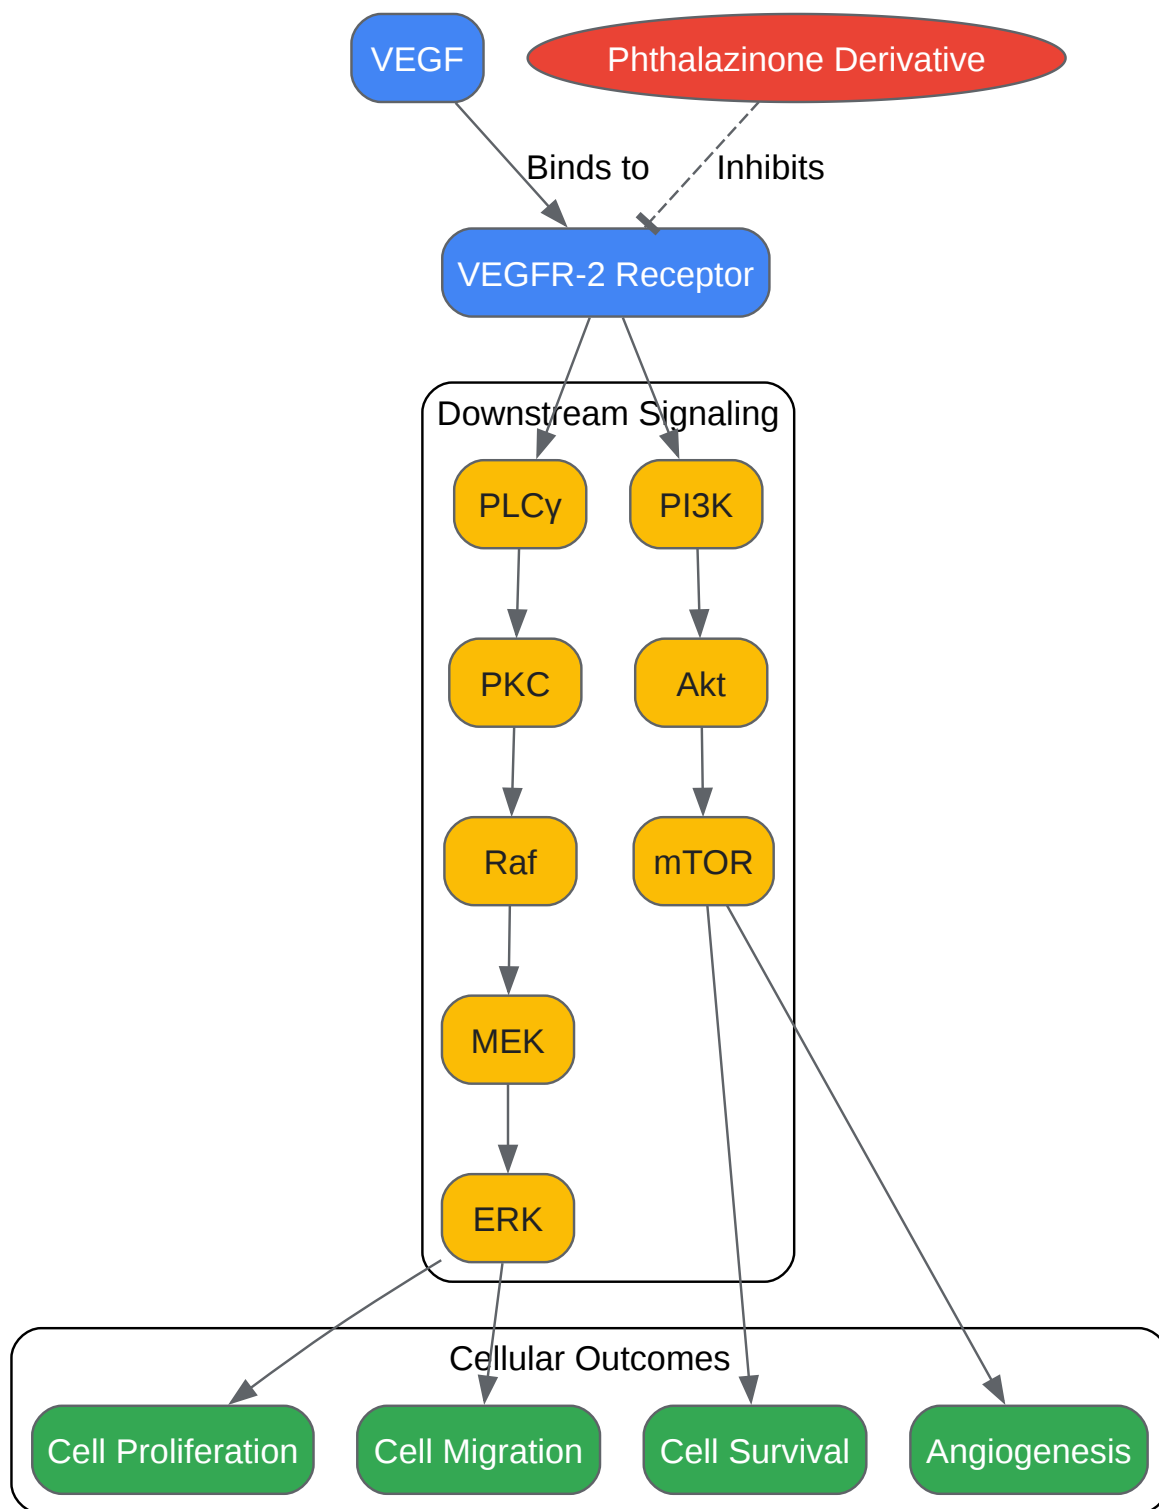 VEGF
Phthalazinone Derivative
Binds to
Inhibits
VEGFR-2 Receptor
Downstream Signaling
PLCγ
PI3K
PKC
Akt
Raf
mTOR
MEK
ERK
Cellular Outcomes
Cell Proliferation
Cell Migration
Cell Survival
Angiogenesis